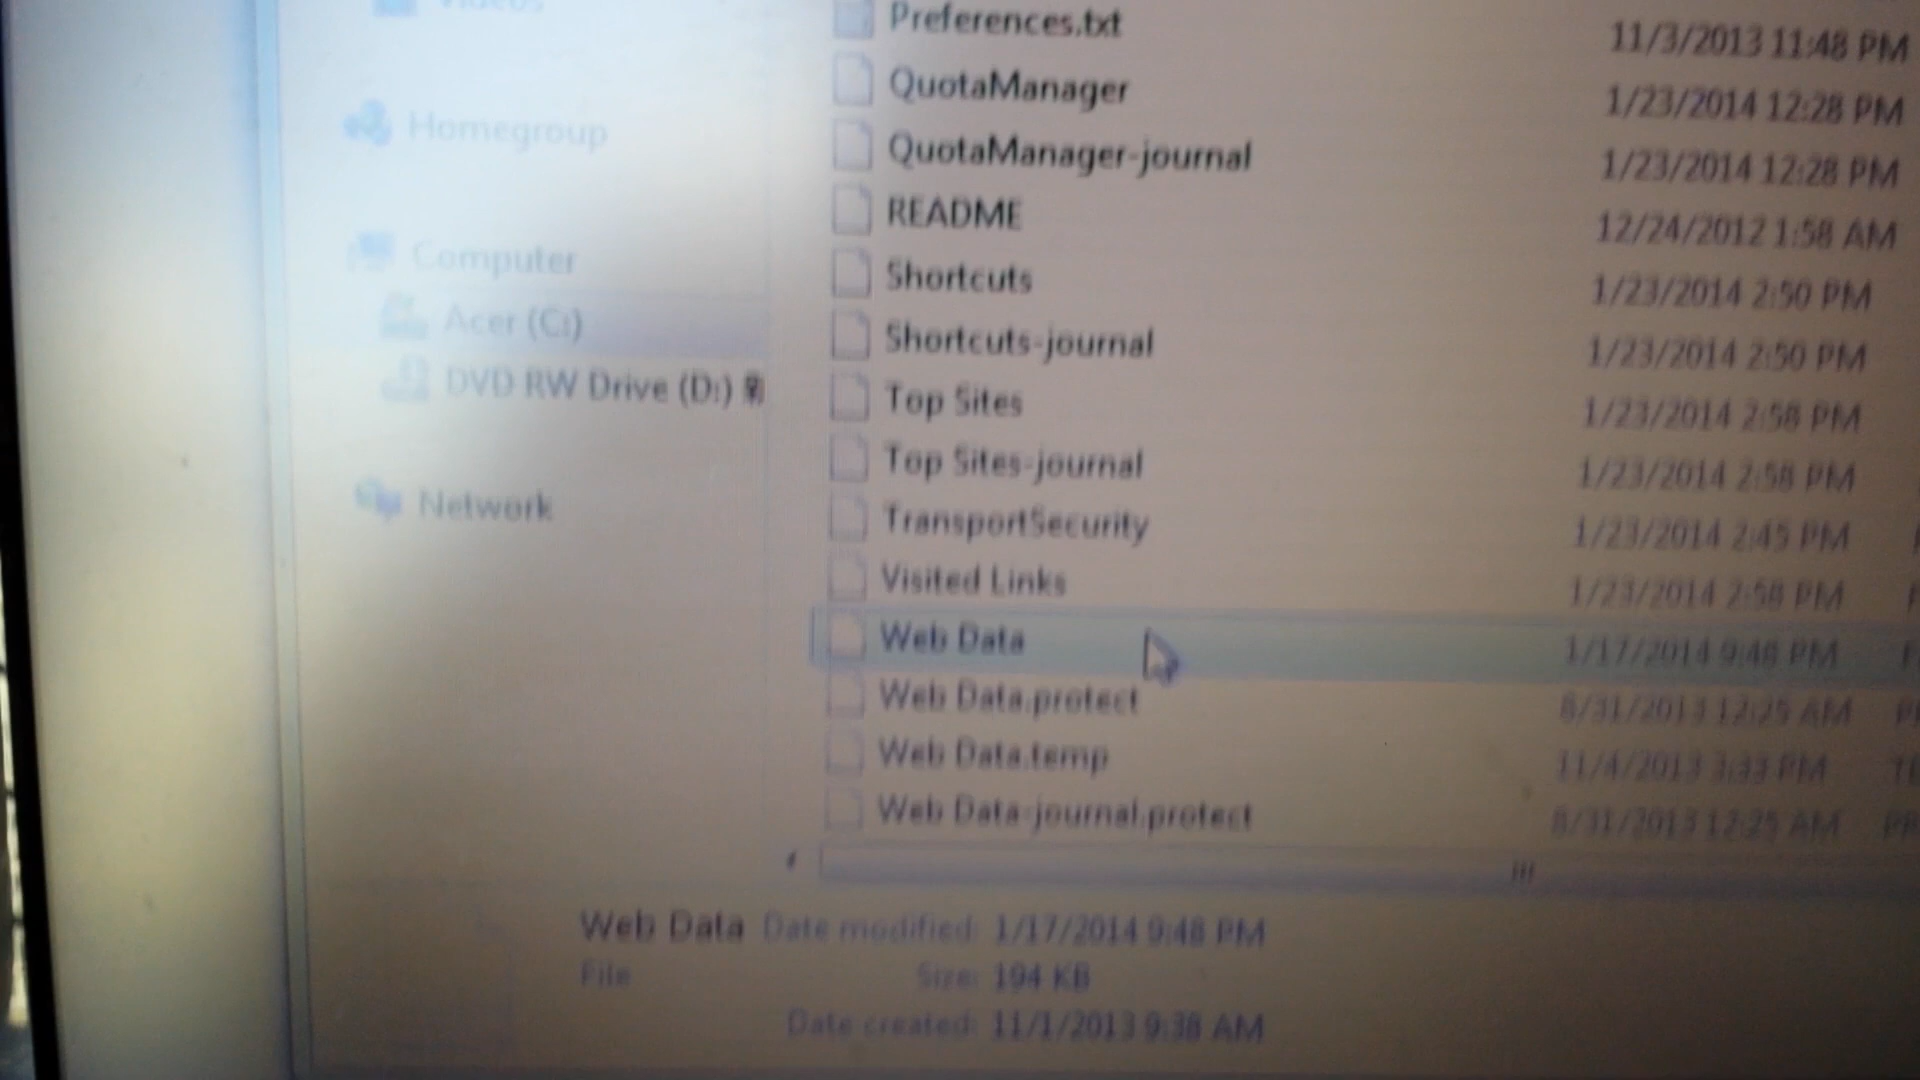 Videos
Homegroup
Computer
Acer (C:)
DVD RW Drive (D:)
Network
Preferences.txt 11/3/2013 11:48 PM
QuotaManager 1/23/2014 12:28 PM
QuotaManager-journal 1/23/2014 12:28 PM
README 12/24/2012 1:58 AM
Shortcuts 1/23/2014 2:50 PM
Shortcuts-journal 1/23/2014 2:50 PM
Top Sites 1/23/2014 2:58 PM
Top Sites-journal 1/23/2014 2:58 PM
TransportSecurity 1/23/2014 2:45 PM
Visited Links 1/23/2014 2:58 PM
Web Data 1/17/2014 9:48 PM
Web Data.protect 8/31/2013 12:25 AM
Web Data.temp 11/4/2013 3:33 PM
Web Data-journal.protect 8/31/2013 12:25 AM
Web Data Date modified: 1/17/2014 9:48 PM
File Size: 194 KB
Date created: 11/1/2013 9:38 AM